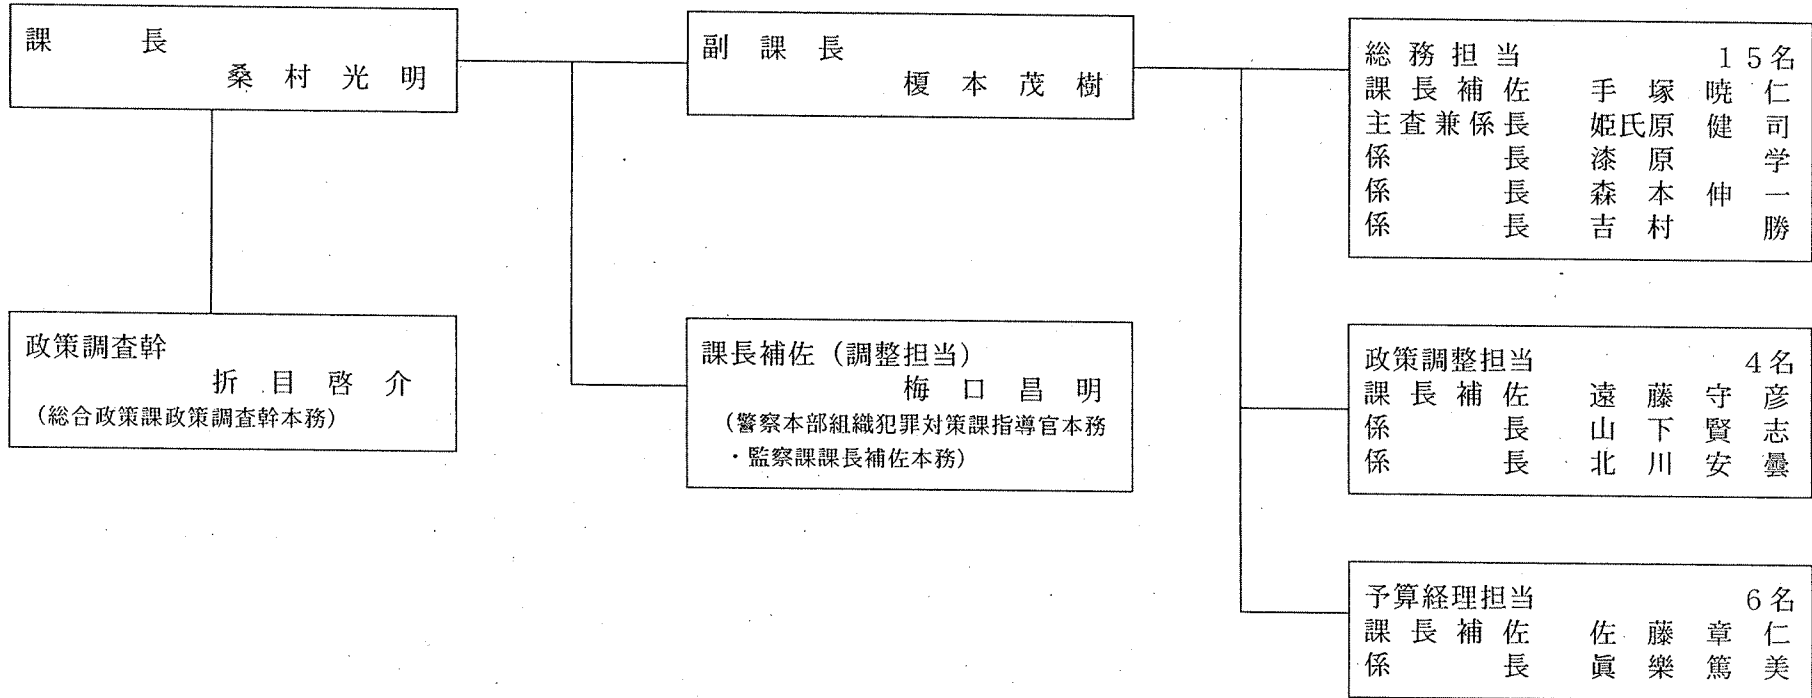 課長
桑村光明
政策調査幹
折目啓介
（総合政策課政策調査幹本務）
副課長
榎本茂樹
課長補佐（調整担当）
梅口昌明
（警察本部組織犯罪対策課指導官本務
・監察課課長補佐本務）
総務担当 15名
課長補佐 手塚暁仁
主査兼係長 姫氏原健司
係長 漆原学
係長 森本伸一
係長 吉村勝
政策調整担当 4名
課長補佐 遠藤守彦
係長 山下賢志
係長 北川安曇
予算経理担当 6名
課長補佐 佐藤章仁
係長 眞樂篤美